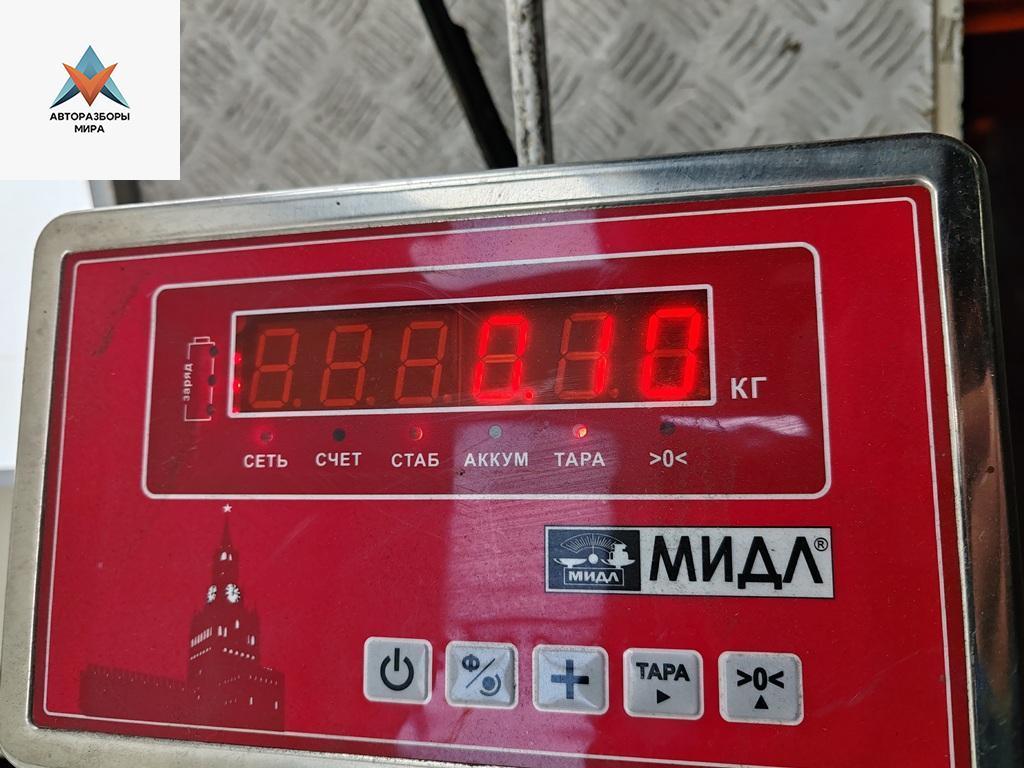 АВТОРАЗБОРЫ
МИРА
заряд
0.10
КГ
СЕТЬ СЧЕТ СТАБ АККУМ ТАРА >0<
МИДЛ МИДЛ®
Ф
ТАРА
>0<